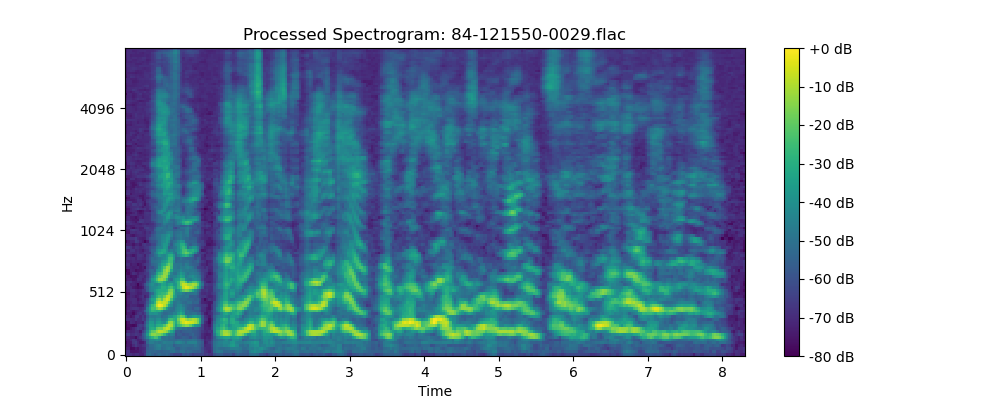 Processed Spectrogram: 84-121550-0029.flac
Hz
4096
2048
1024
512
0
0 1 2 3 4 5 6 7 8
Time
+0 dB
-10 dB
-20 dB
-30 dB
-40 dB
-50 dB
-60 dB
-70 dB
-80 dB